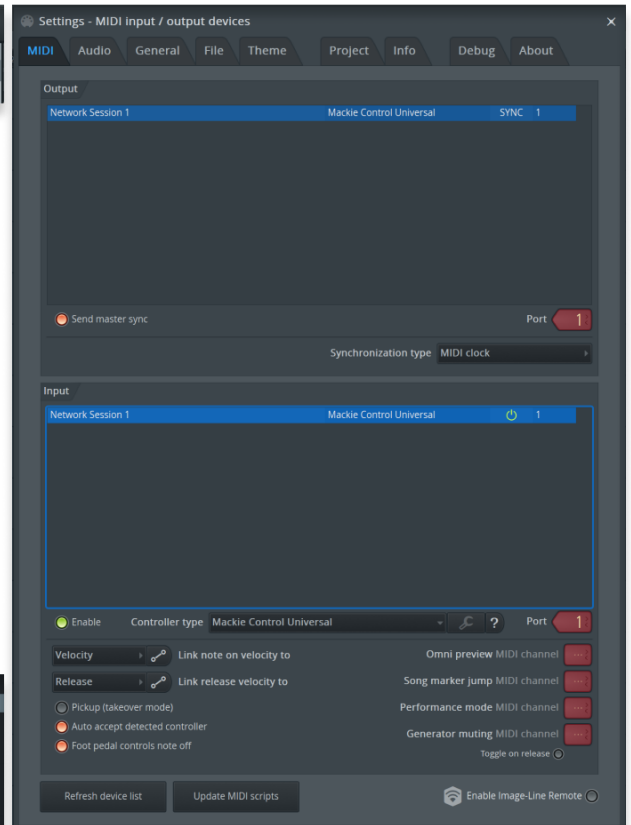 Settings - MIDI input / output devices
MIDI Audio General File Theme Project Info Debug About
Output
Network Session 1 Mackie Control Universal SYNC 1
Send master sync Port 1
Synchronization type MIDI clock
Input
Network Session 1 Mackie Control Universal 1
Enable Controller type Mackie Control Universal ? Port 1
Velocity Link note on velocity to Omni preview MIDI channel ---
Release Link release velocity to Song marker jump MIDI channel ---
Pickup (takeover mode) Performance mode MIDI channel ---
Auto accept detected controller
Generator muting MIDI channel ---
Foot pedal controls note off
Toggle on release
Refresh device list Update MIDI scripts Enable Image-Line Remote